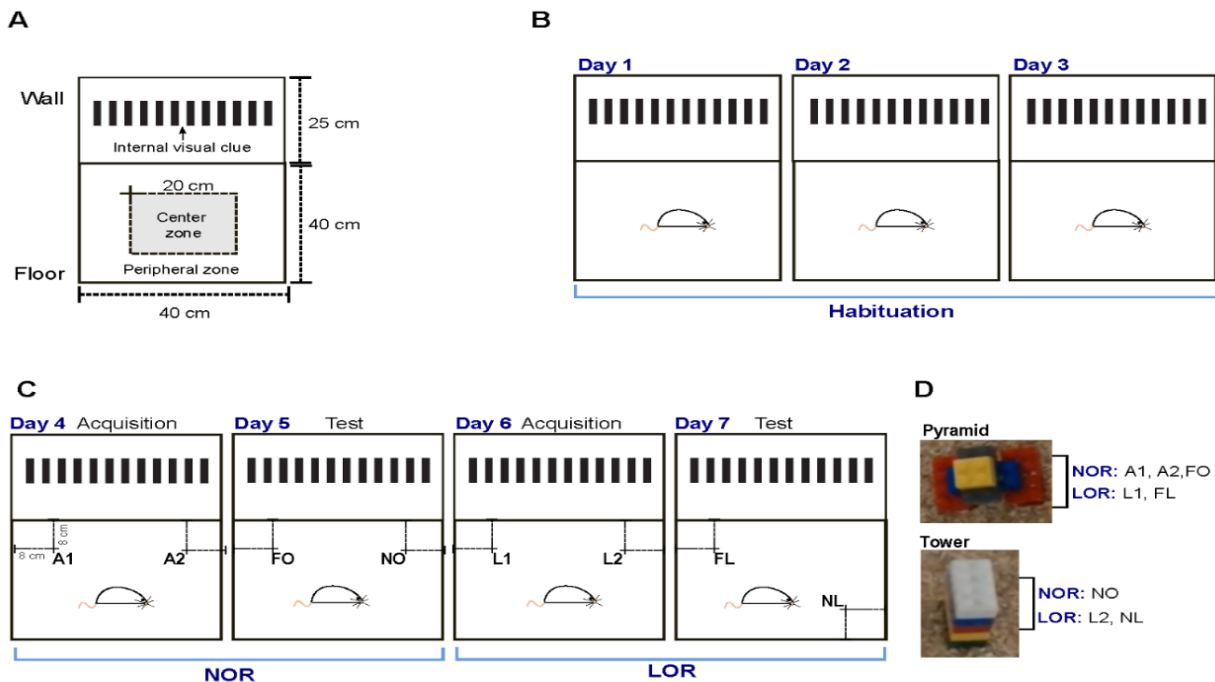 A
Wall
Internal visual clue
25 cm
20 cm
Center
zone
40 cm
Peripheral zone
Floor
40 cm
B
Day 1
Day 2
Day 3
Habituation
C
Day 4 Acquisition
Day 5 Test
Day 6 Acquisition
Day 7 Test
8 cm
8 cm
A1
A2
FO
NO
L1
L2
FL
NL
NOR
LOR
D
Pyramid
NOR: A1, A2,FO
LOR: L1, FL
Tower
NOR: NO
LOR: L2, NL